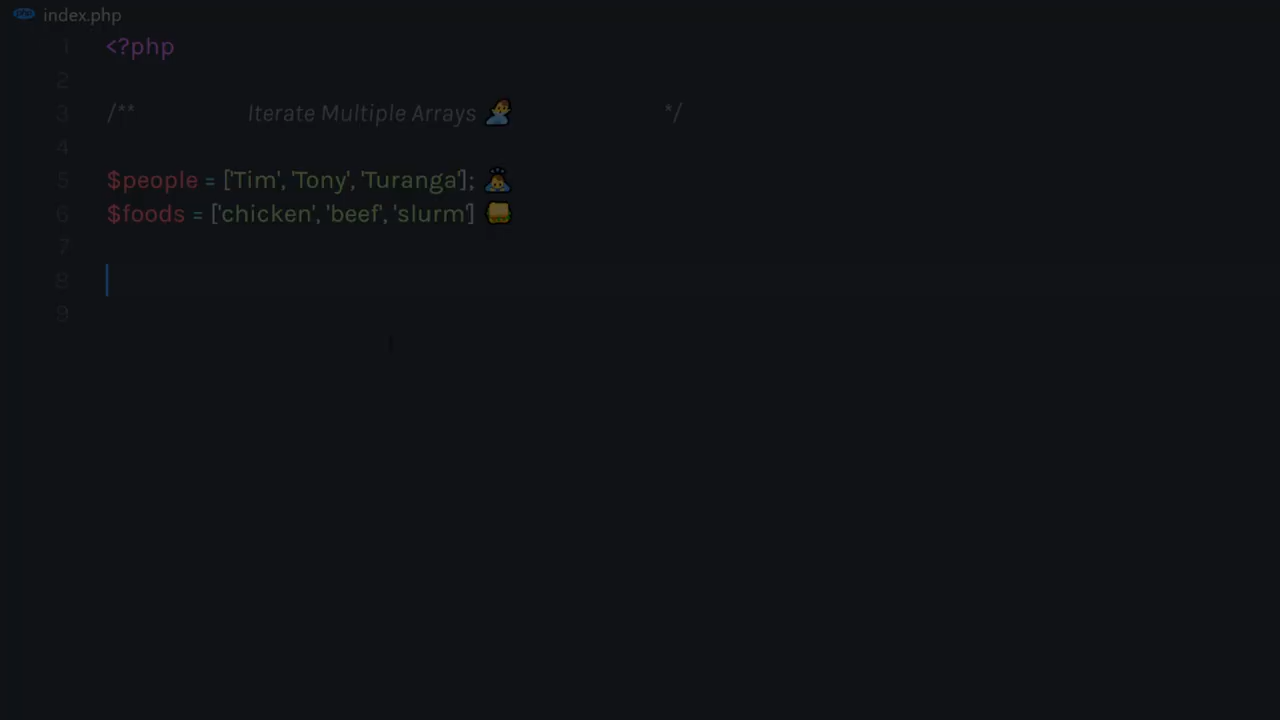 php index.php
1 <?php
2
3 /** Iterate Multiple Arrays 🤦 */
4
5 $people = ['Tim', 'Tony', 'Turanga']; 🙇
6 $foods = ['chicken', 'beef', 'slurm'] 🍞
7
8
9